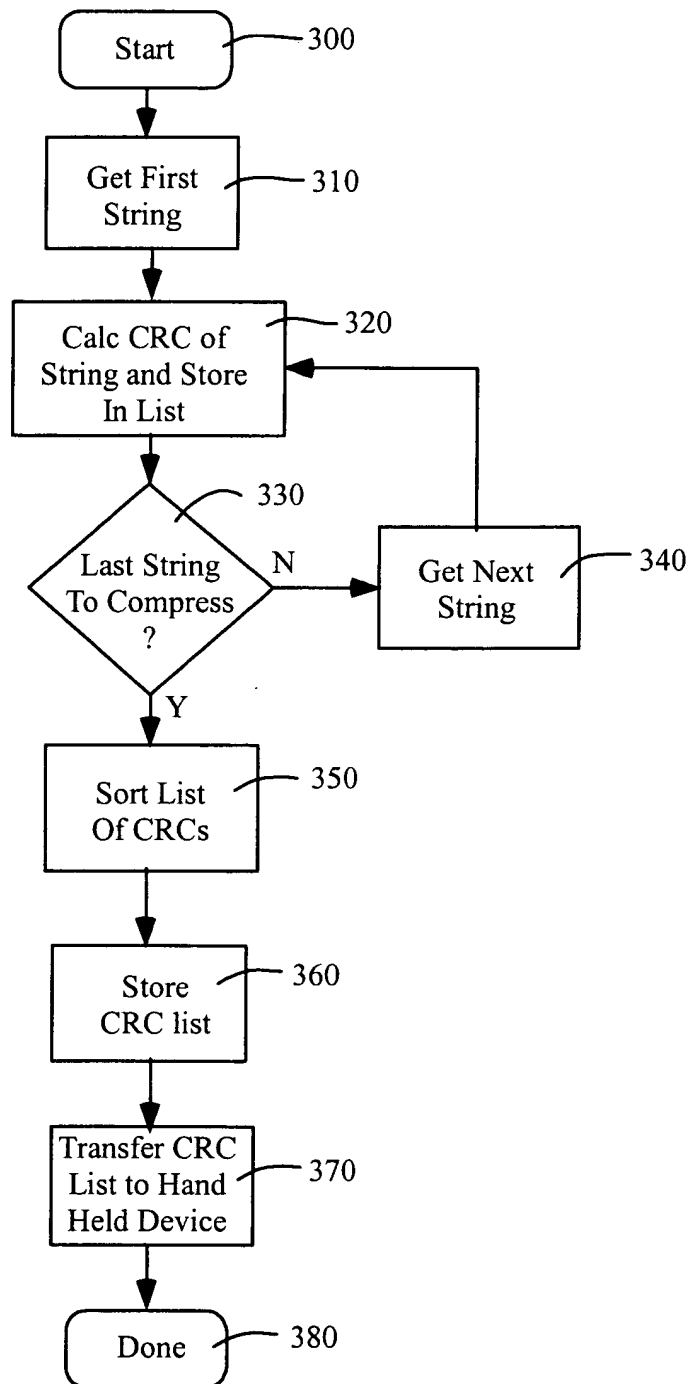 Start
300
Get First
String
310
Calc CRC of
String and Store
In List
320
330
Last String
To Compress
?
N
Get Next
String
340
Y
Sort List
Of CRCs
350
Store
CRC list
360
Transfer CRC
List to Hand
Held Device
370
Done
380